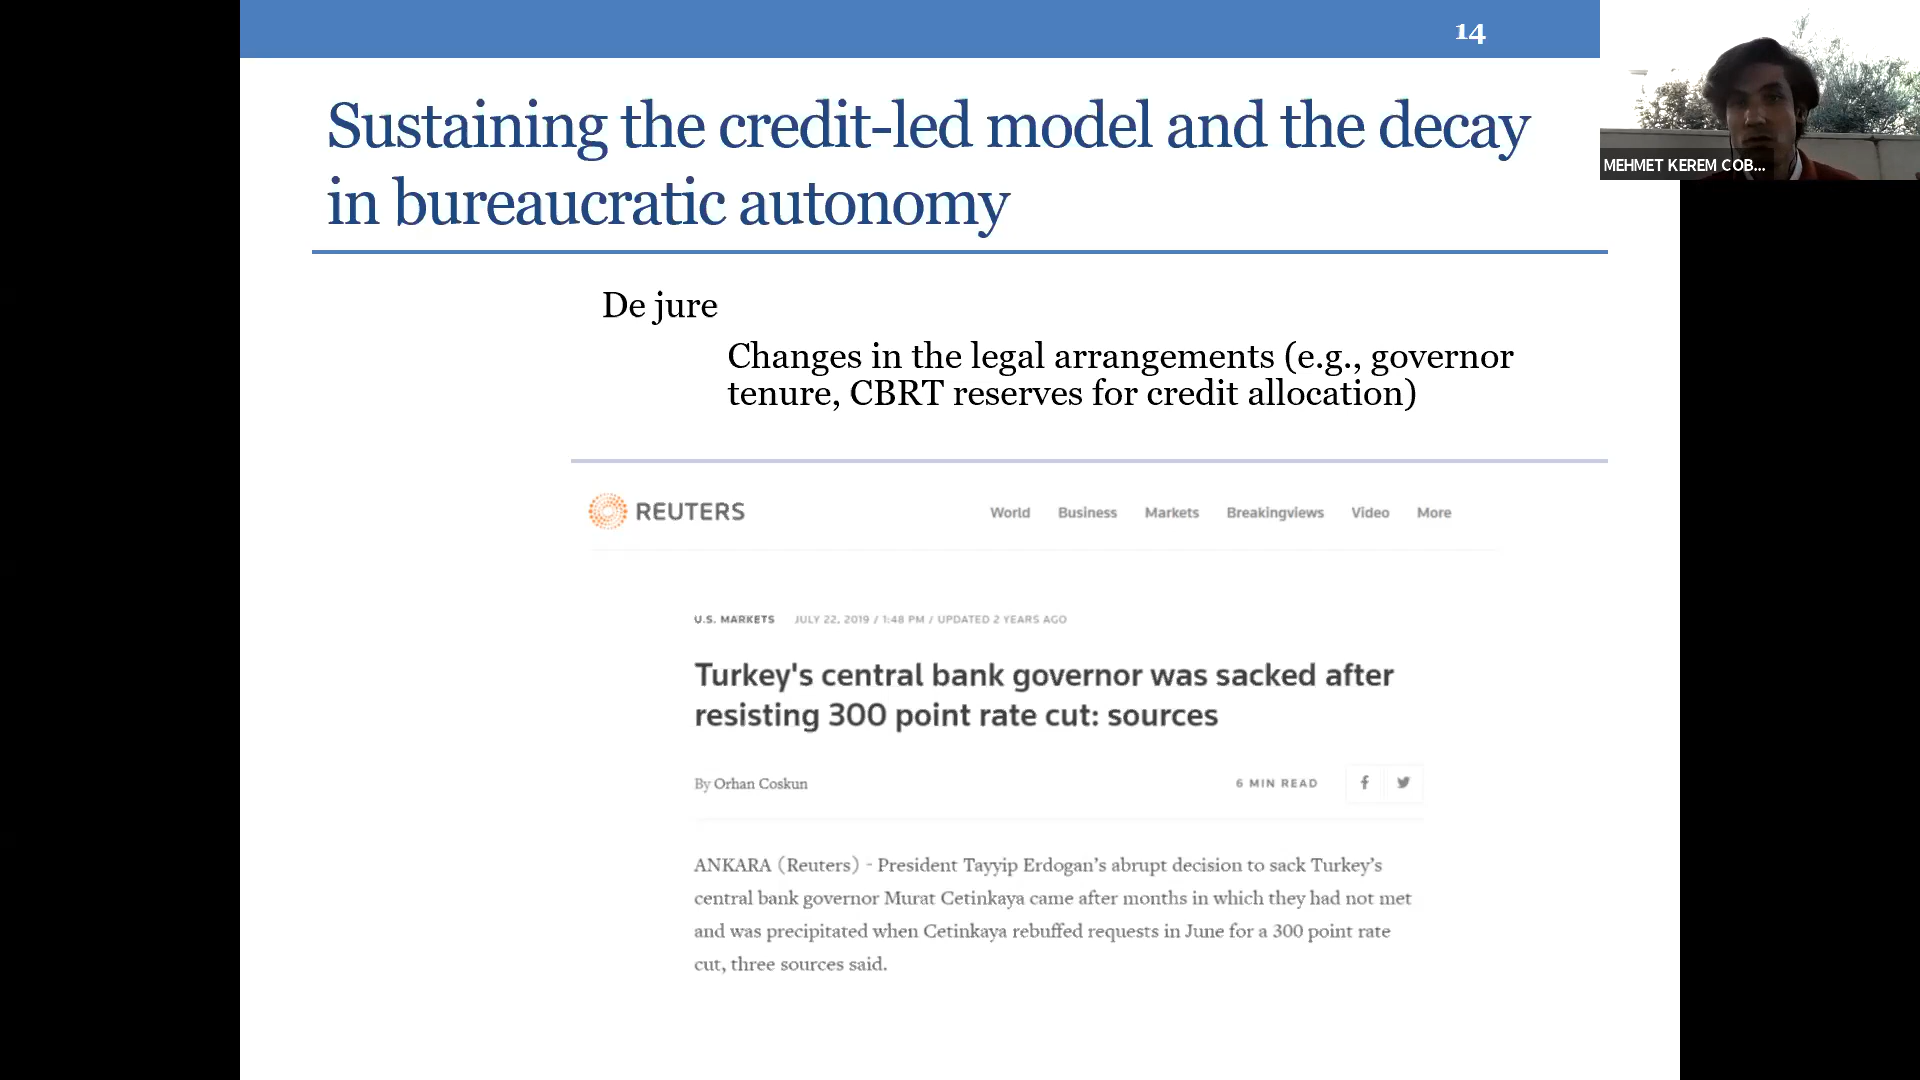 14
MEHMET KEREM COB...
Sustaining the credit-led model and the decay
in bureaucratic autonomy
De jure
Changes in the legal arrangements (e.g., governor
tenure, CBRT reserves for credit allocation)
REUTERS World Business Markets Breakingviews Video More
U.S. MARKETS JULY 22, 2019 / 1:48 PM / UPDATED 2 YEARS AGO
Turkey's central bank governor was sacked after
resisting 300 point rate cut: sources
By Orhan Coskun 6 MIN READ
ANKARA (Reuters) - President Tayyip Erdogan’s abrupt decision to sack Turkey’s
central bank governor Murat Cetinkaya came after months in which they had not met
and was precipitated when Cetinkaya rebuffed requests in June for a 300 point rate
cut, three sources said.